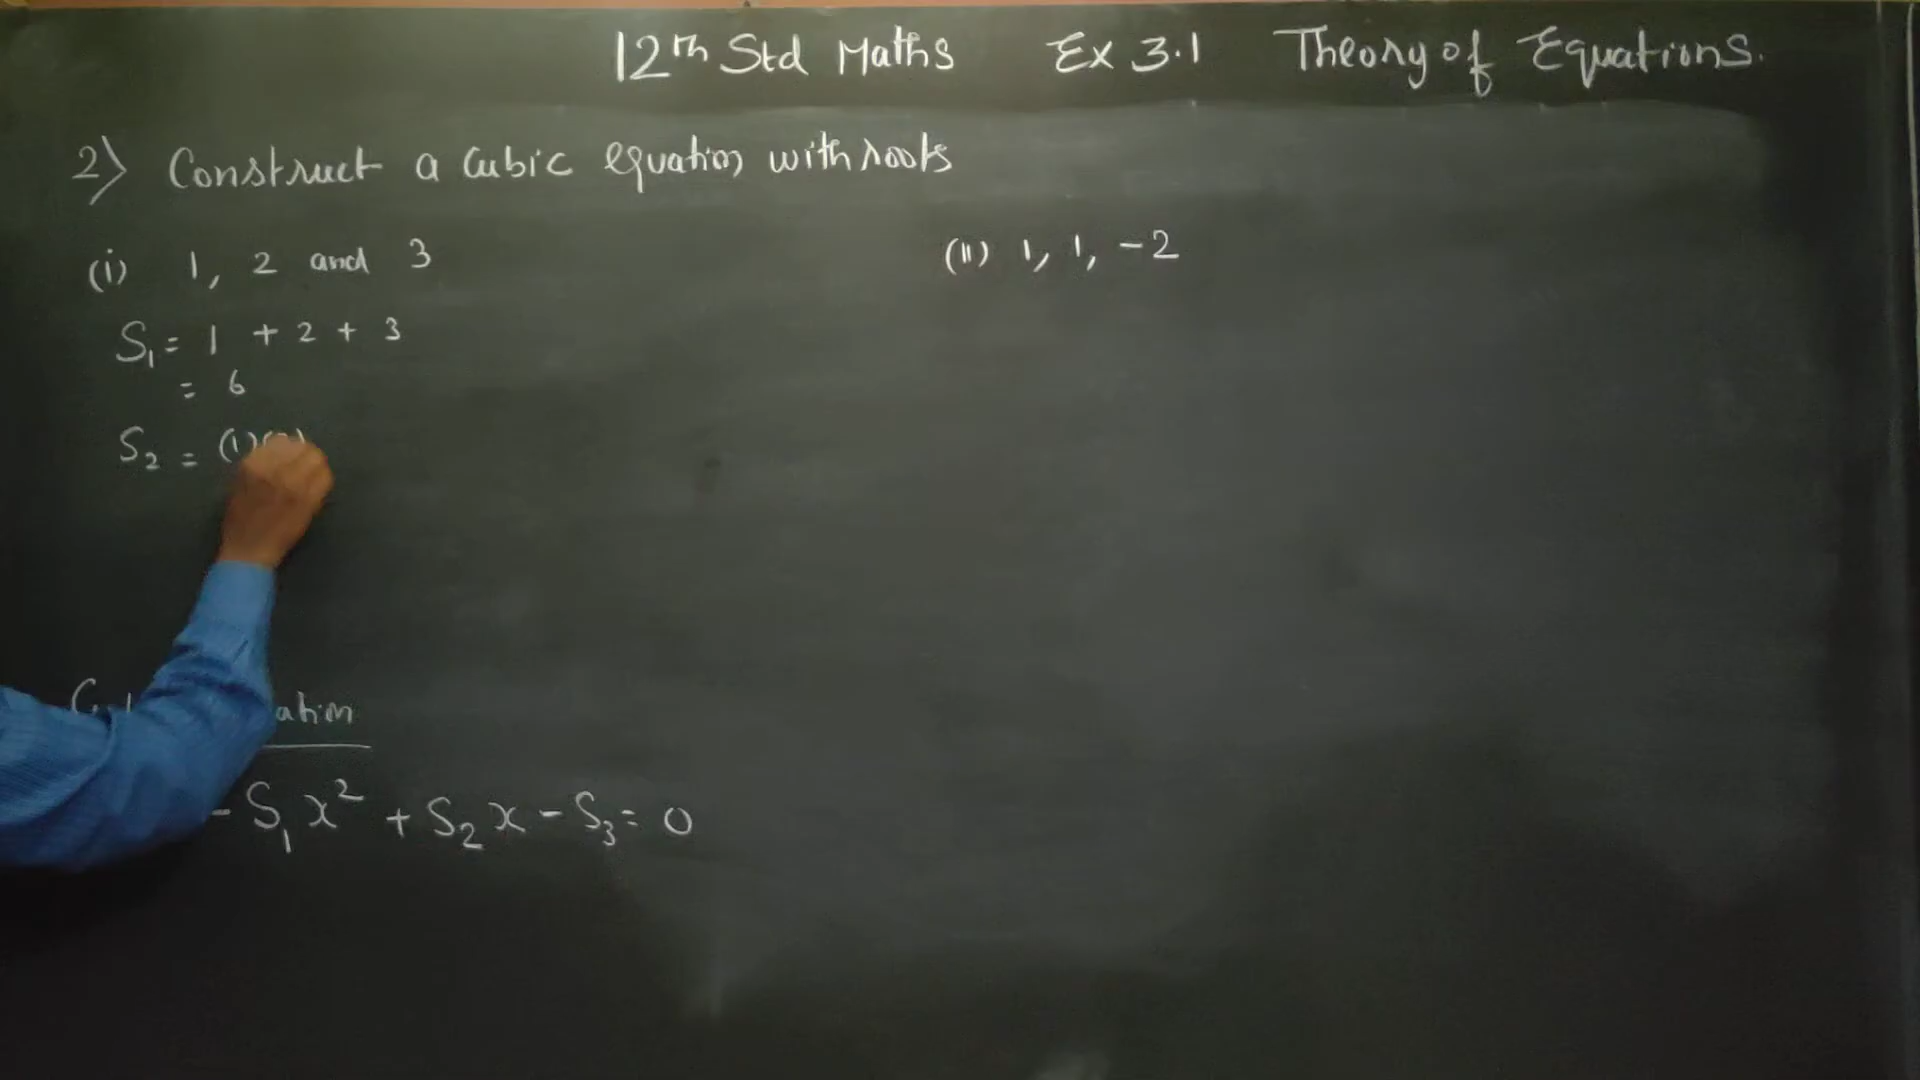 12th Std Maths Ex 3.1 Theory of Equations.
2) Construct a cubic equation with roots
(i) 1, 2 and 3
(ii) 1, 1, -2
S₁ = 1 + 2 + 3
= 6
S₂ = (1)
- S₁x² + S₂x - S₃ = 0